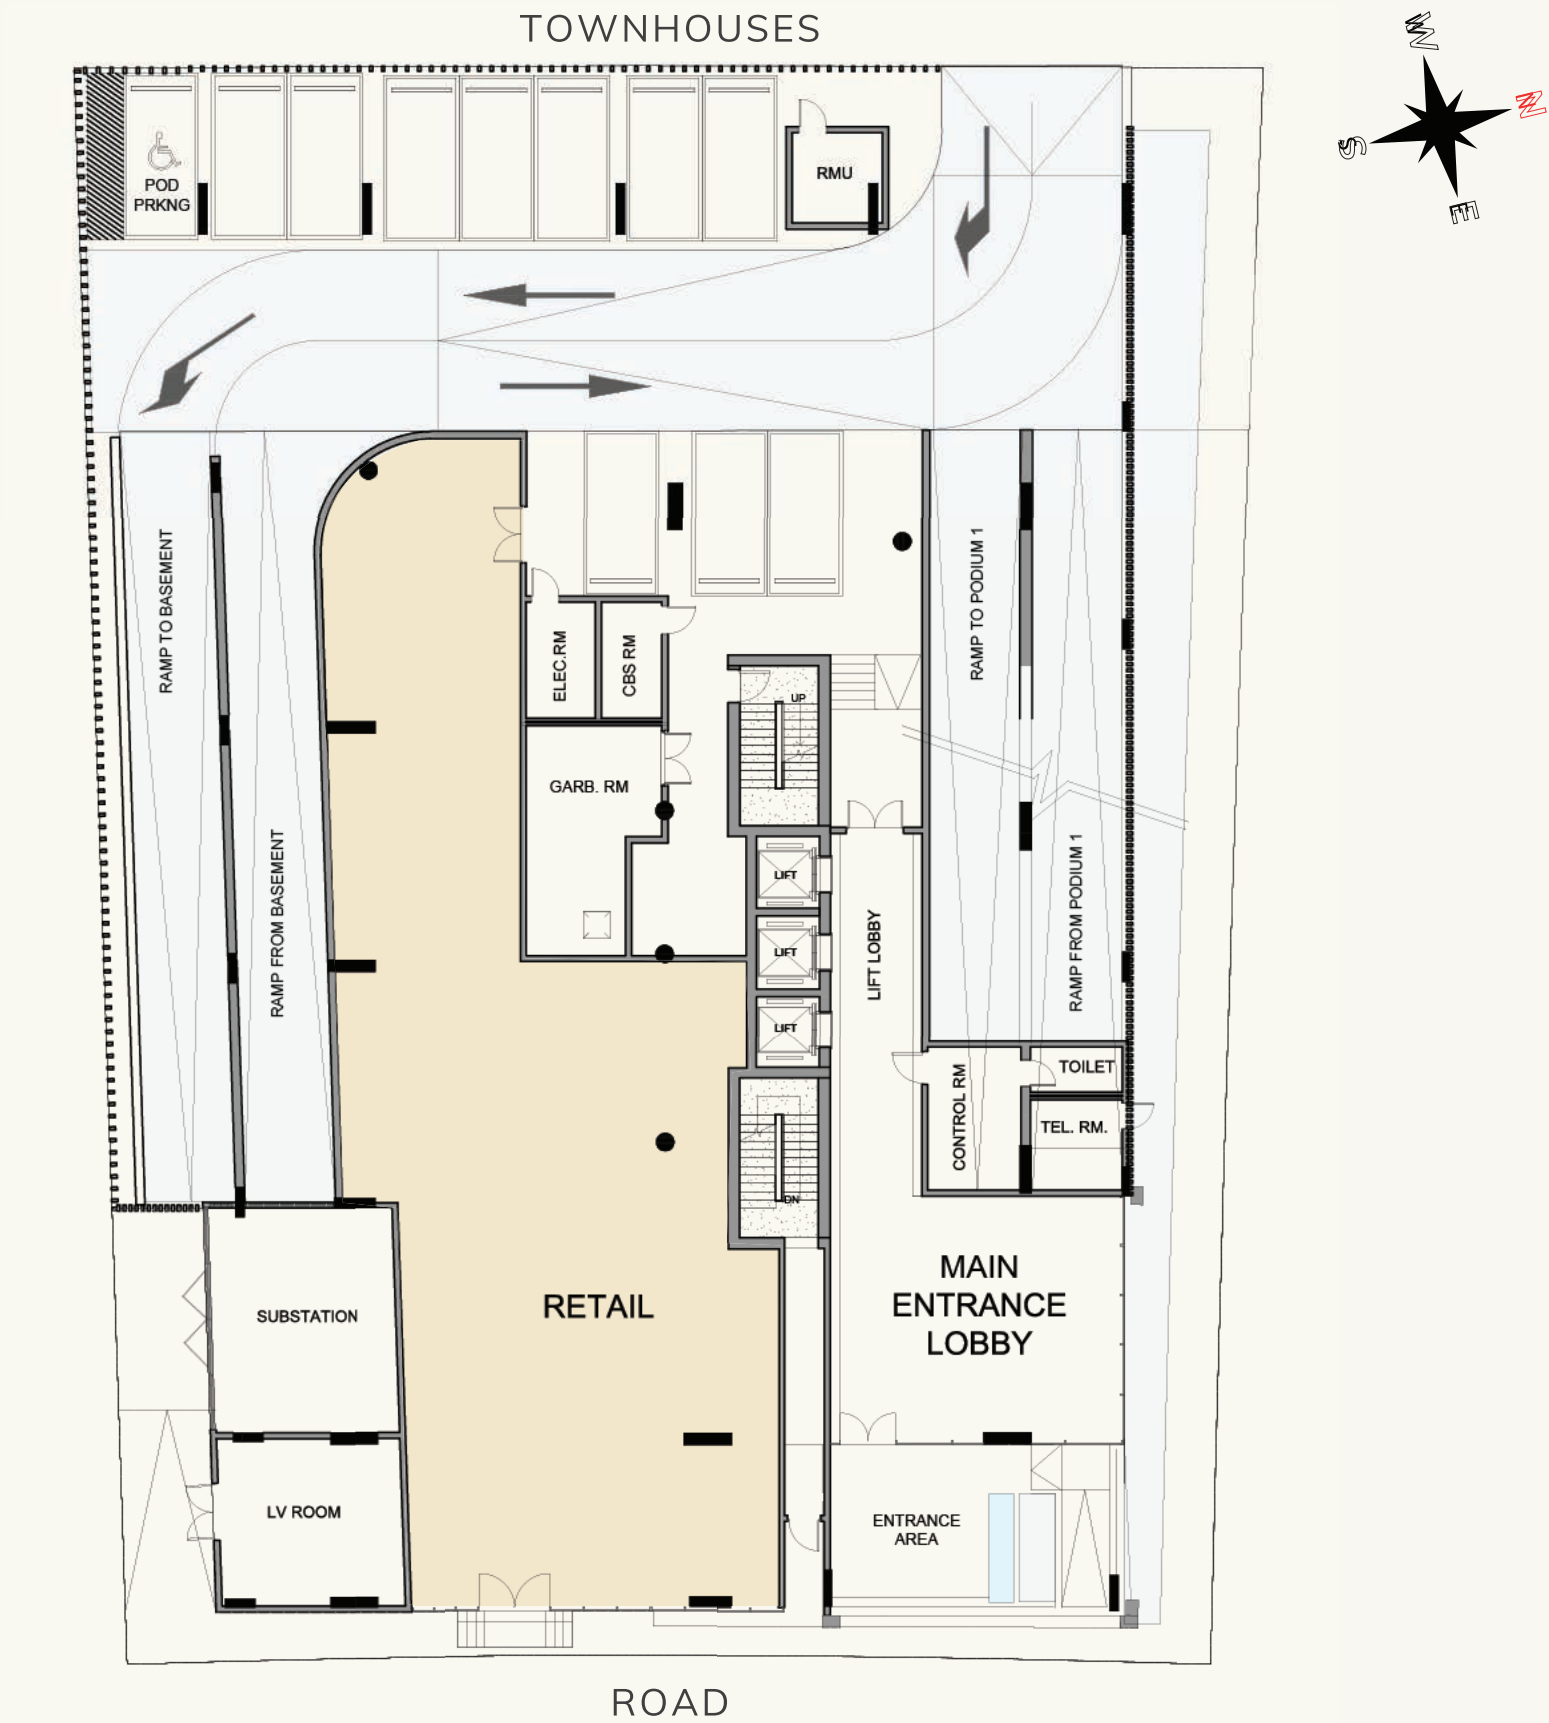 TOWNHOUSES
W
N
S
E
POD
PRKNG
RMU
RAMP TO BASEMENT
RAMP FROM BASEMENT
ELEC.RM
CBS RM
GARB. RM
UP
LIFT
LIFT
LIFT
LIFT LOBBY
RAMP TO PODIUM 1
RAMP FROM PODIUM 1
CONTROL RM
TOILET
TEL. RM.
DN
SUBSTATION
RETAIL
MAIN
ENTRANCE
LOBBY
LV ROOM
ENTRANCE
AREA
ROAD